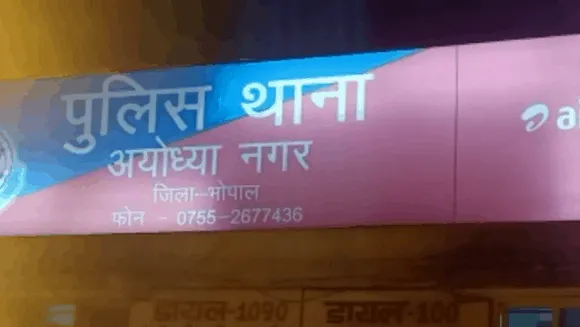 पुलिस थाना
अयोध्या नगर
जिला-भोपाल
फोन - 0755-2677436
डायल-1090 डायल-100